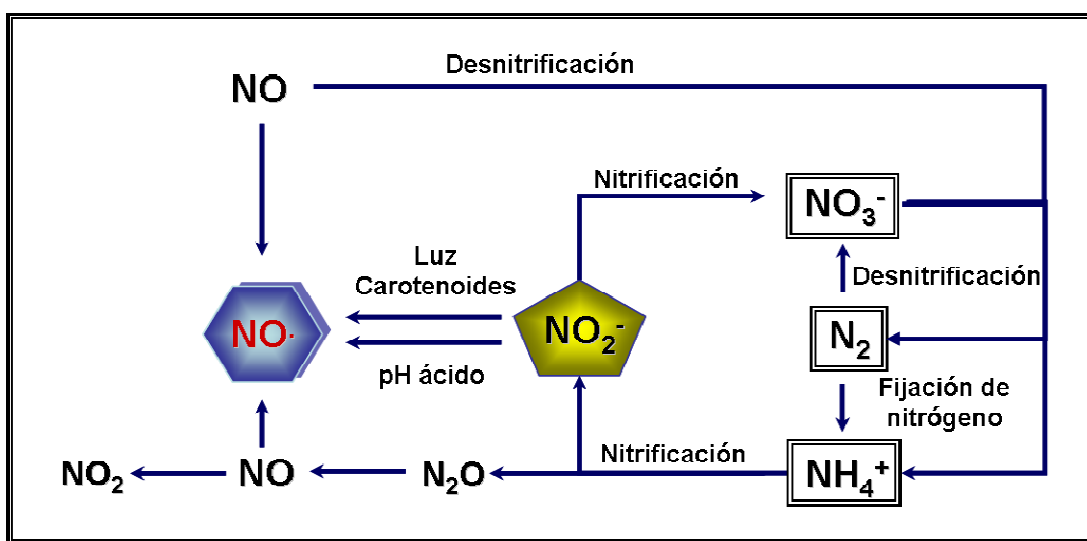 Desnitrificación
NO
Nitrificación
NO₃⁻
Luz
Carotenoides
Desnitrificación
NO·
NO₂⁻
N₂
pH ácido
Fijación de
nitrógeno
Nitrificación
NO₂
NO
N₂O
NH₄⁺